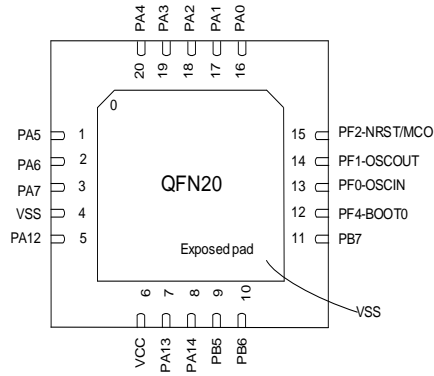 PA4 PA3 PA2 PA1 PA0
20 19 18 17 16
0
PA5 1
PA6 2
PA7 3
VSS 4
PA12 5
QFN20
Exposed pad
15 PF2-NRST/MCO
14 PF1-OSCOUT
13 PF0-OSCIN
12 PF4-BOOT0
11 PB7
VSS
6 7 8 9 10
VCC PA13 PA14 PB5 PB6